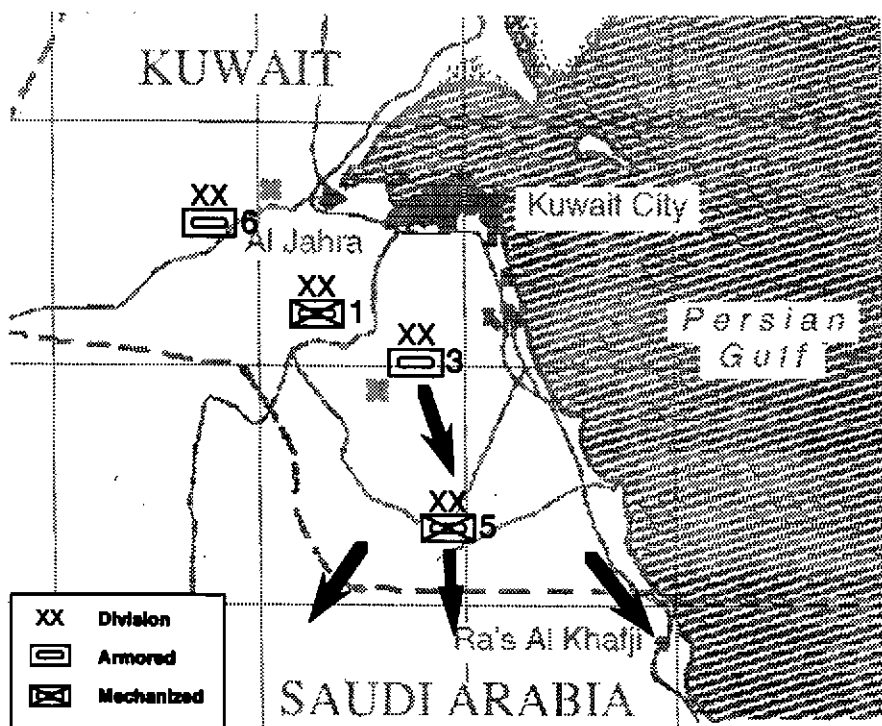 KUWAIT
XX
6
Al Jahra
Kuwait City
XX
1
XX
3
Persian
Gulf
XX
5
Ra's Al Khafji
SAUDI ARABIA
XX Division
Armored
Mechanized